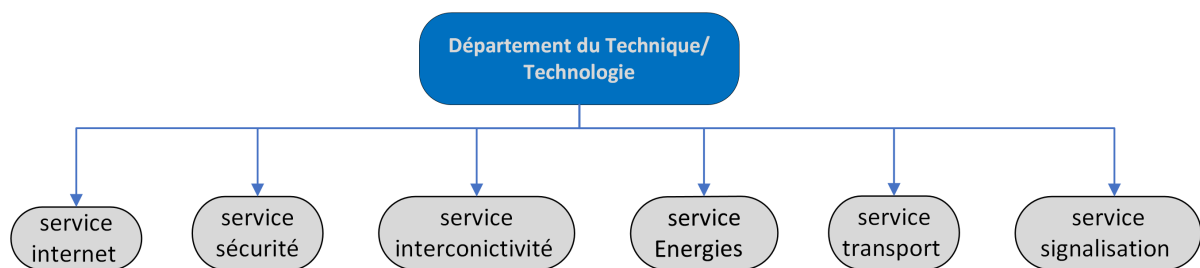 Département du Technique/
Technologie
service
internet
service
sécurité
service
interconictivité
service
Energies
service
transport
service
signalisation